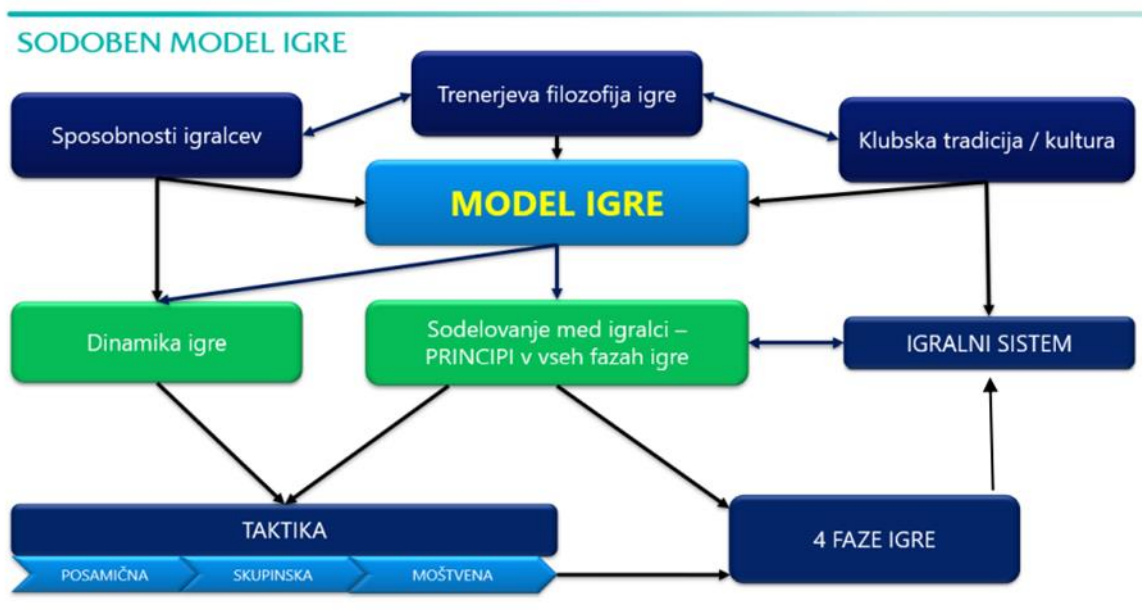 SODOBEN MODEL IGRE
Trenerjeva filozofija igre
Sposobnosti igralcev
Klubska tradicija / kultura
MODEL IGRE
Dinamika igre
Sodelovanje med igralci –
PRINCIPI v vseh fazah igre
IGRALNI SISTEM
TAKTIKA
POSAMIČNA
SKUPINSKA
MOŠTVENA
4 FAZE IGRE